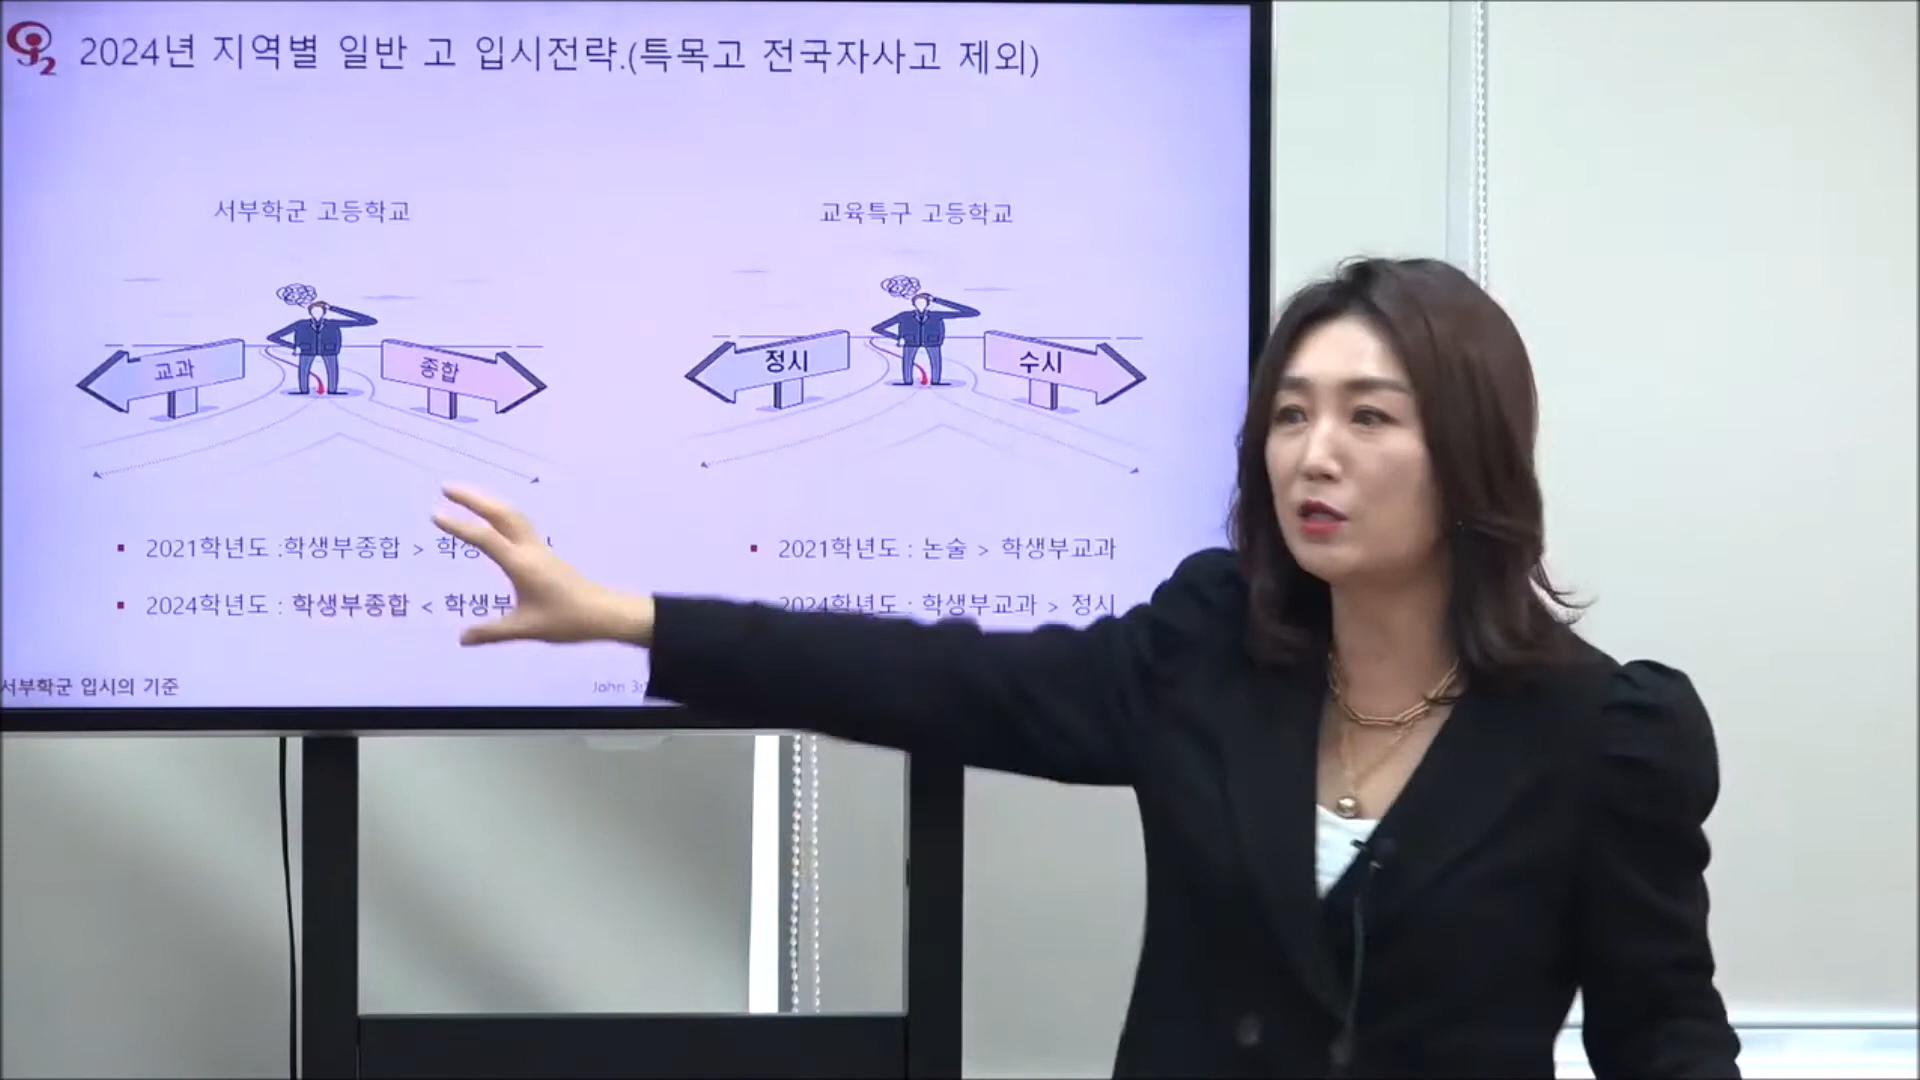 2024년 지역별 일반 고 입시전략.(특목고 전국자사고 제외)
서부학군 고등학교
교과
종합
2021학년도 :학생부종합 >
2024학년도 : 학생부종합 < 학생부
교육특구 고등학교
정시
수시
2021학년도 : 논술 > 학생부교과
2024학년도 : 학생부교과 > 정시
서부학군 입시의 기준
John